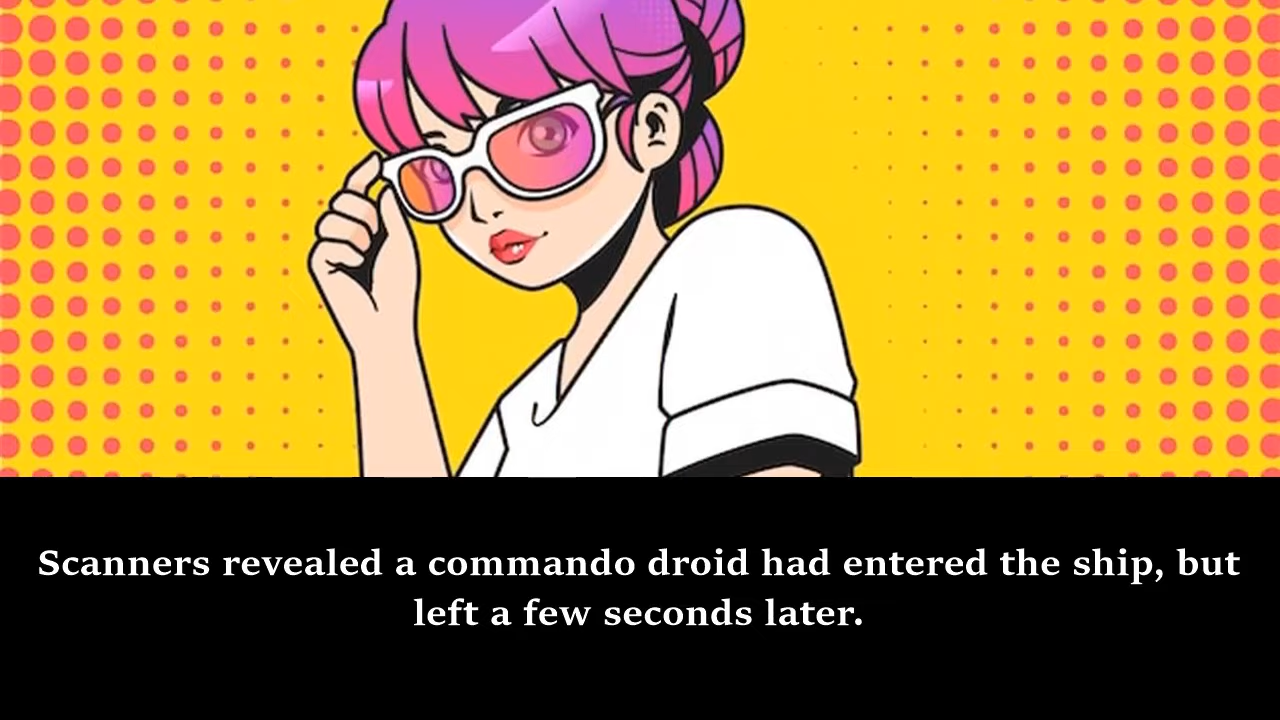 Scanners revealed a commando droid had entered the ship, but
left a few seconds later.